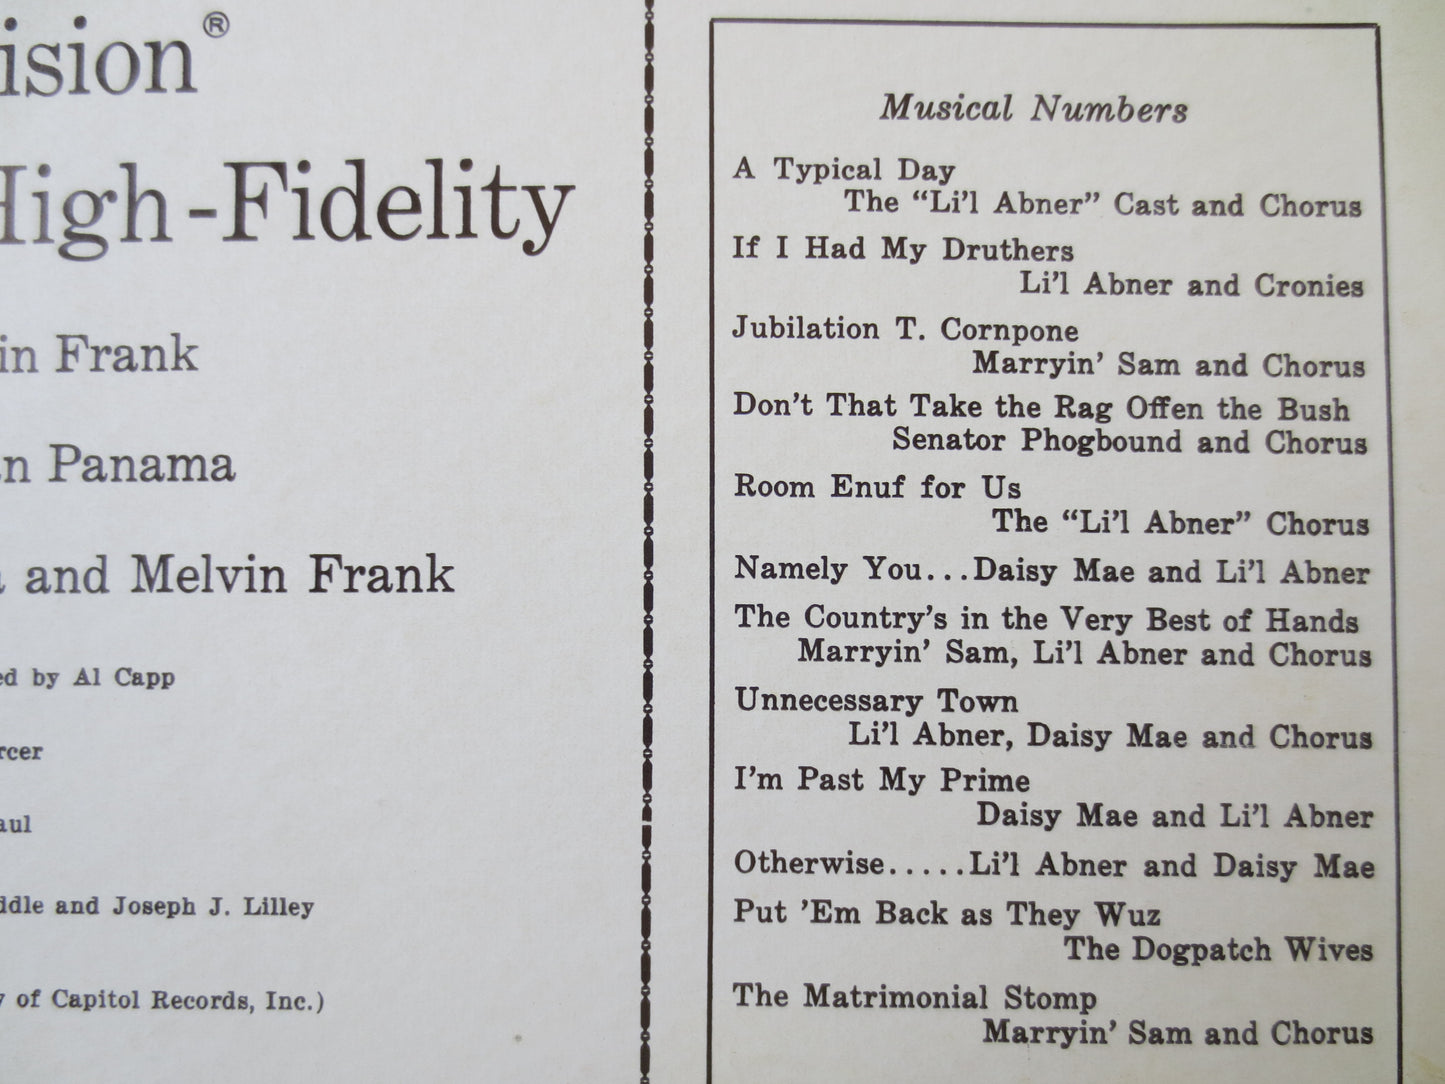 ision®
High-Fidelity
in Frank
n Panama
and Melvin Frank
ed by Al Capp
rcer
aul
ddle and Joseph J. Lilley
y of Capitol Records, Inc.)
Musical Numbers
A Typical Day
The “Li’l Abner” Cast and Chorus
If I Had My Druthers
Li’l Abner and Cronies
Jubilation T. Cornpone
Marryin’ Sam and Chorus
Don’t That Take the Rag Offen the Bush
Senator Phogbound and Chorus
Room Enuf for Us
The “Li’l Abner” Chorus
Namely You...Daisy Mae and Li’l Abner
The Country’s in the Very Best of Hands
Marryin’ Sam, Li’l Abner and Chorus
Unnecessary Town
Li’l Abner, Daisy Mae and Chorus
I’m Past My Prime
Daisy Mae and Li’l Abner
Otherwise.....Li’l Abner and Daisy Mae
Put ’Em Back as They Wuz
The Dogpatch Wives
The Matrimonial Stomp
Marryin’ Sam and Chorus